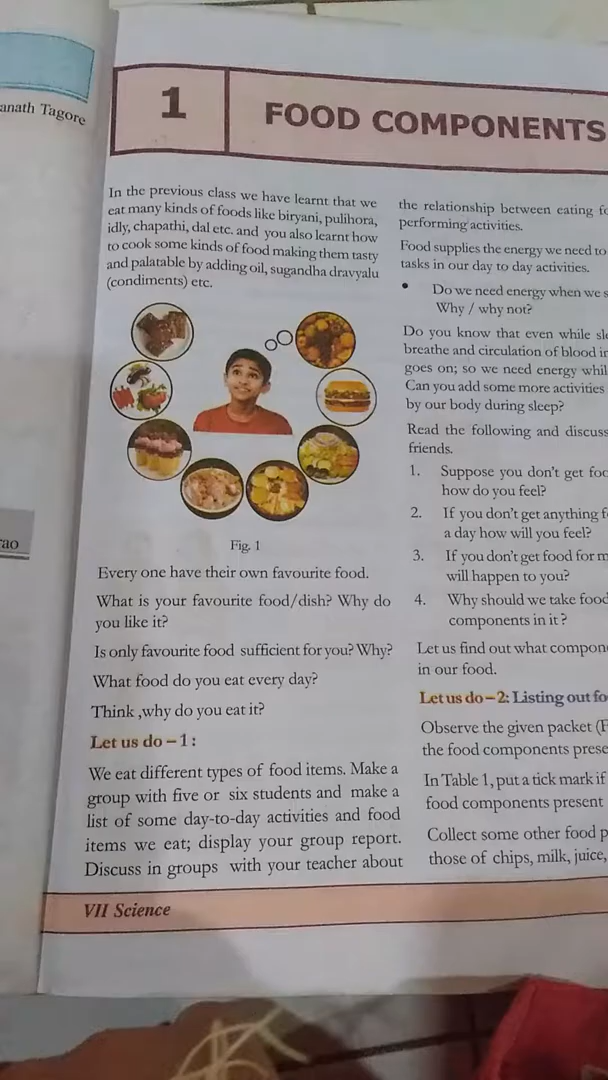 anath Tagore
rao
1
FOOD COMPONENTS
In the previous class we have learnt that we
eat many kinds of foods like biryani, pulihora,
idly, chapathi, dal etc. and you also learnt how
to cook some kinds of food making them tasty
and palatable by adding oil, sugandha dravyalu
(condiments) etc.
Fig. 1
Every one have their own favourite food.
What is your favourite food/dish? Why do
you like it?
Is only favourite food sufficient for you? Why?
What food do you eat every day?
Think ,why do you eat it?
Let us do – 1 :
We eat different types of food items. Make a
group with five or six students and make a
list of some day-to-day activities and food
items we eat; display your group report.
Discuss in groups with your teacher about
the relationship between eating fo
performing activities.
Food supplies the energy we need to
tasks in our day to day activities.
• Do we need energy when we s
Why / why not?
Do you know that even while sle
breathe and circulation of blood in
goes on; so we need energy whil
Can you add some more activities
by our body during sleep?
Read the following and discuss
friends.
1. Suppose you don't get foo
how do you feel?
2. If you don't get anything f
a day how will you feel?
3. If you don't get food for m
will happen to you?
4. Why should we take food
components in it ?
Let us find out what compon
in our food.
Let us do – 2: Listing out fo
Observe the given packet (F
the food components prese
In Table 1, put a tick mark if
food components present
Collect some other food p
those of chips, milk, juice,
VII Science